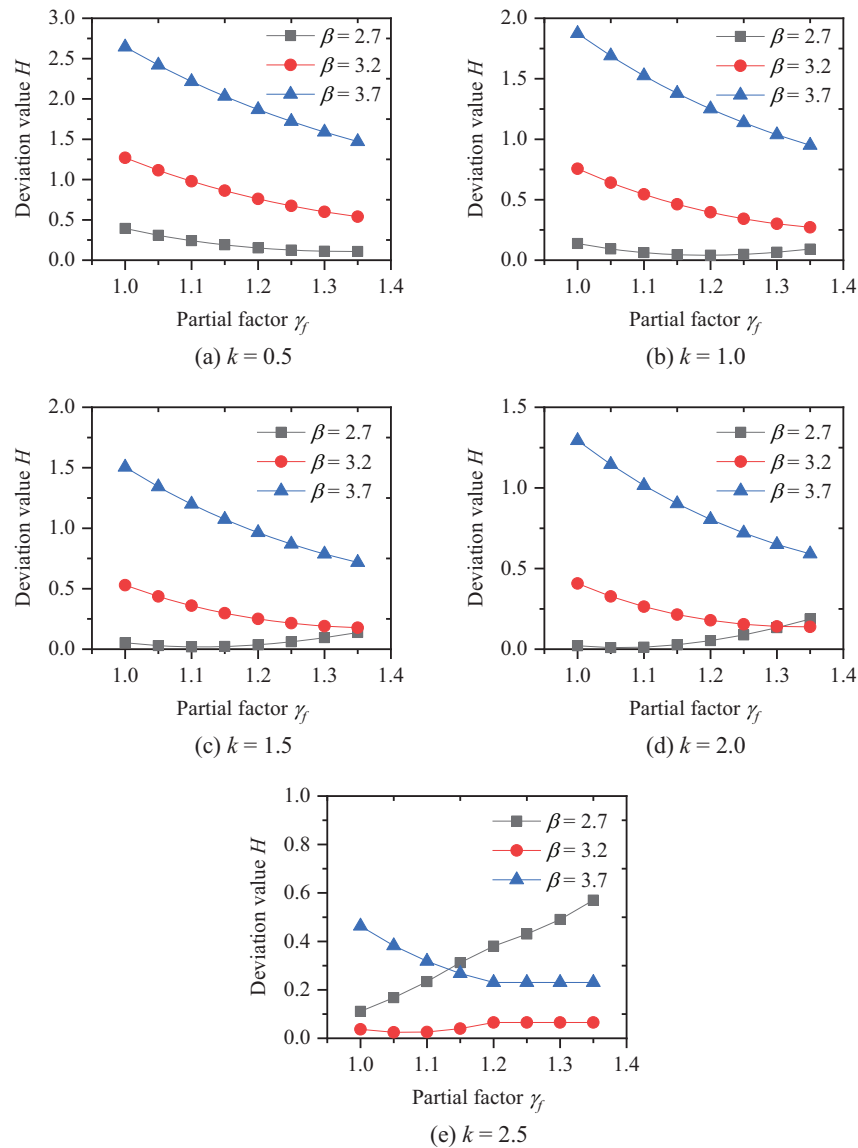 3.0
2.5
2.0
1.5
1.0
0.5
0.0
Deviation value H
β = 2.7
β = 3.2
β = 3.7
1.0 1.1 1.2 1.3 1.4
Partial factor γf
(a) k = 0.5
2.0
1.5
1.0
0.5
0.0
Deviation value H
β = 2.7
β = 3.2
β = 3.7
1.0 1.1 1.2 1.3 1.4
Partial factor γf
(b) k = 1.0
2.0
1.5
1.0
0.5
0.0
Deviation value H
β = 2.7
β = 3.2
β = 3.7
1.0 1.1 1.2 1.3 1.4
Partial factor γf
(c) k = 1.5
1.5
1.0
0.5
0.0
Deviation value H
β = 2.7
β = 3.2
β = 3.7
1.0 1.1 1.2 1.3 1.4
Partial factor γf
(d) k = 2.0
1.0
0.8
0.6
0.4
0.2
0.0
Deviation value H
β = 2.7
β = 3.2
β = 3.7
1.0 1.1 1.2 1.3 1.4
Partial factor γf
(e) k = 2.5